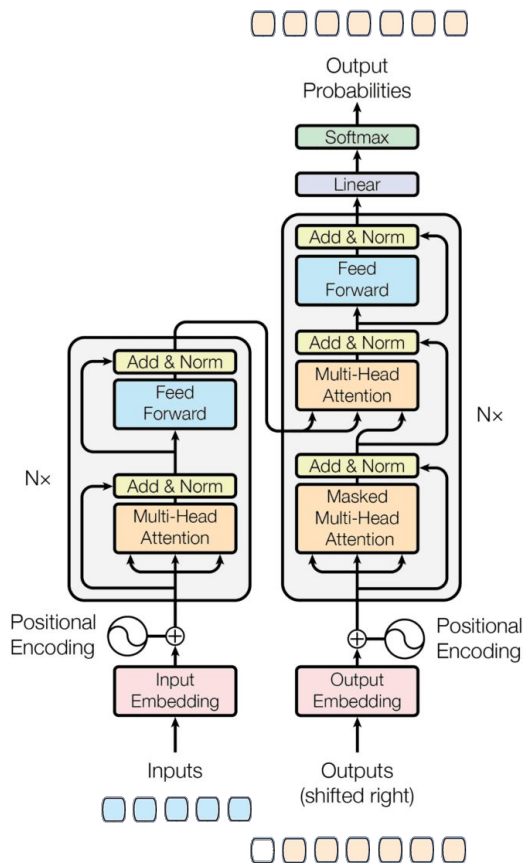 Output
Probabilities
Softmax
Linear
Add & Norm
Feed
Forward
Add & Norm
Multi-Head
Attention
Add & Norm
Masked
Multi-Head
Attention
N×
Add & Norm
Feed
Forward
Add & Norm
Multi-Head
Attention
N×
Positional
Encoding
Positional
Encoding
Input
Embedding
Output
Embedding
Inputs
Outputs
(shifted right)